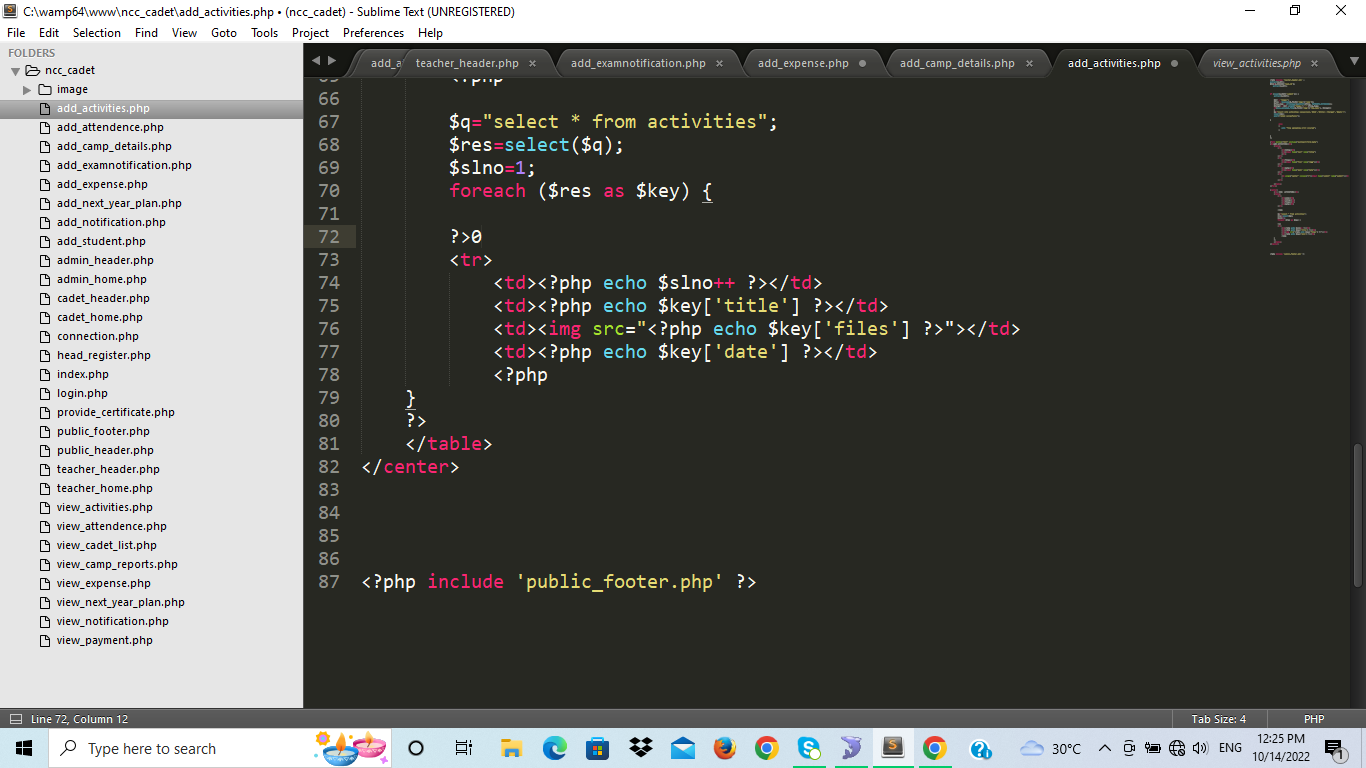 C:\wamp64\www\ncc_cadet\add_activities.php • (ncc_cadet) - Sublime Text (UNREGISTERED)
File Edit Selection Find View Goto Tools Project Preferences Help
FOLDERS
ncc_cadet
image
add_activities.php
add_attendence.php
add_camp_details.php
add_examnotification.php
add_expense.php
add_next_year_plan.php
add_notification.php
add_student.php
admin_header.php
admin_home.php
cadet_header.php
cadet_home.php
connection.php
head_register.php
index.php
login.php
provide_certificate.php
public_footer.php
public_header.php
teacher_header.php
teacher_home.php
view_activities.php
view_attendence.php
view_cadet_list.php
view_camp_reports.php
view_expense.php
view_next_year_plan.php
view_notification.php
view_payment.php
add_a teacher_header.php × add_examnotification.php × add_expense.php add_camp_details.php × add_activities.php view_activities.php ×
65 <?php
66
67 $q="select * from activities";
68 $res=select($q);
69 $slno=1;
70 foreach ($res as $key) {
71
72 ?>0
73 <tr>
74 <td><?php echo $slno++ ?></td>
75 <td><?php echo $key['title'] ?></td>
76 <td><img src="<?php echo $key['files'] ?>"></td>
77 <td><?php echo $key['date'] ?></td>
78 <?php
79 }
80 ?>
81 </table>
82 </center>
83
84
85
86
87 <?php include 'public_footer.php' ?>
Line 72, Column 12
Tab Size: 4
PHP
Type here to search
30°C
ENG
12:25 PM
10/14/2022
1